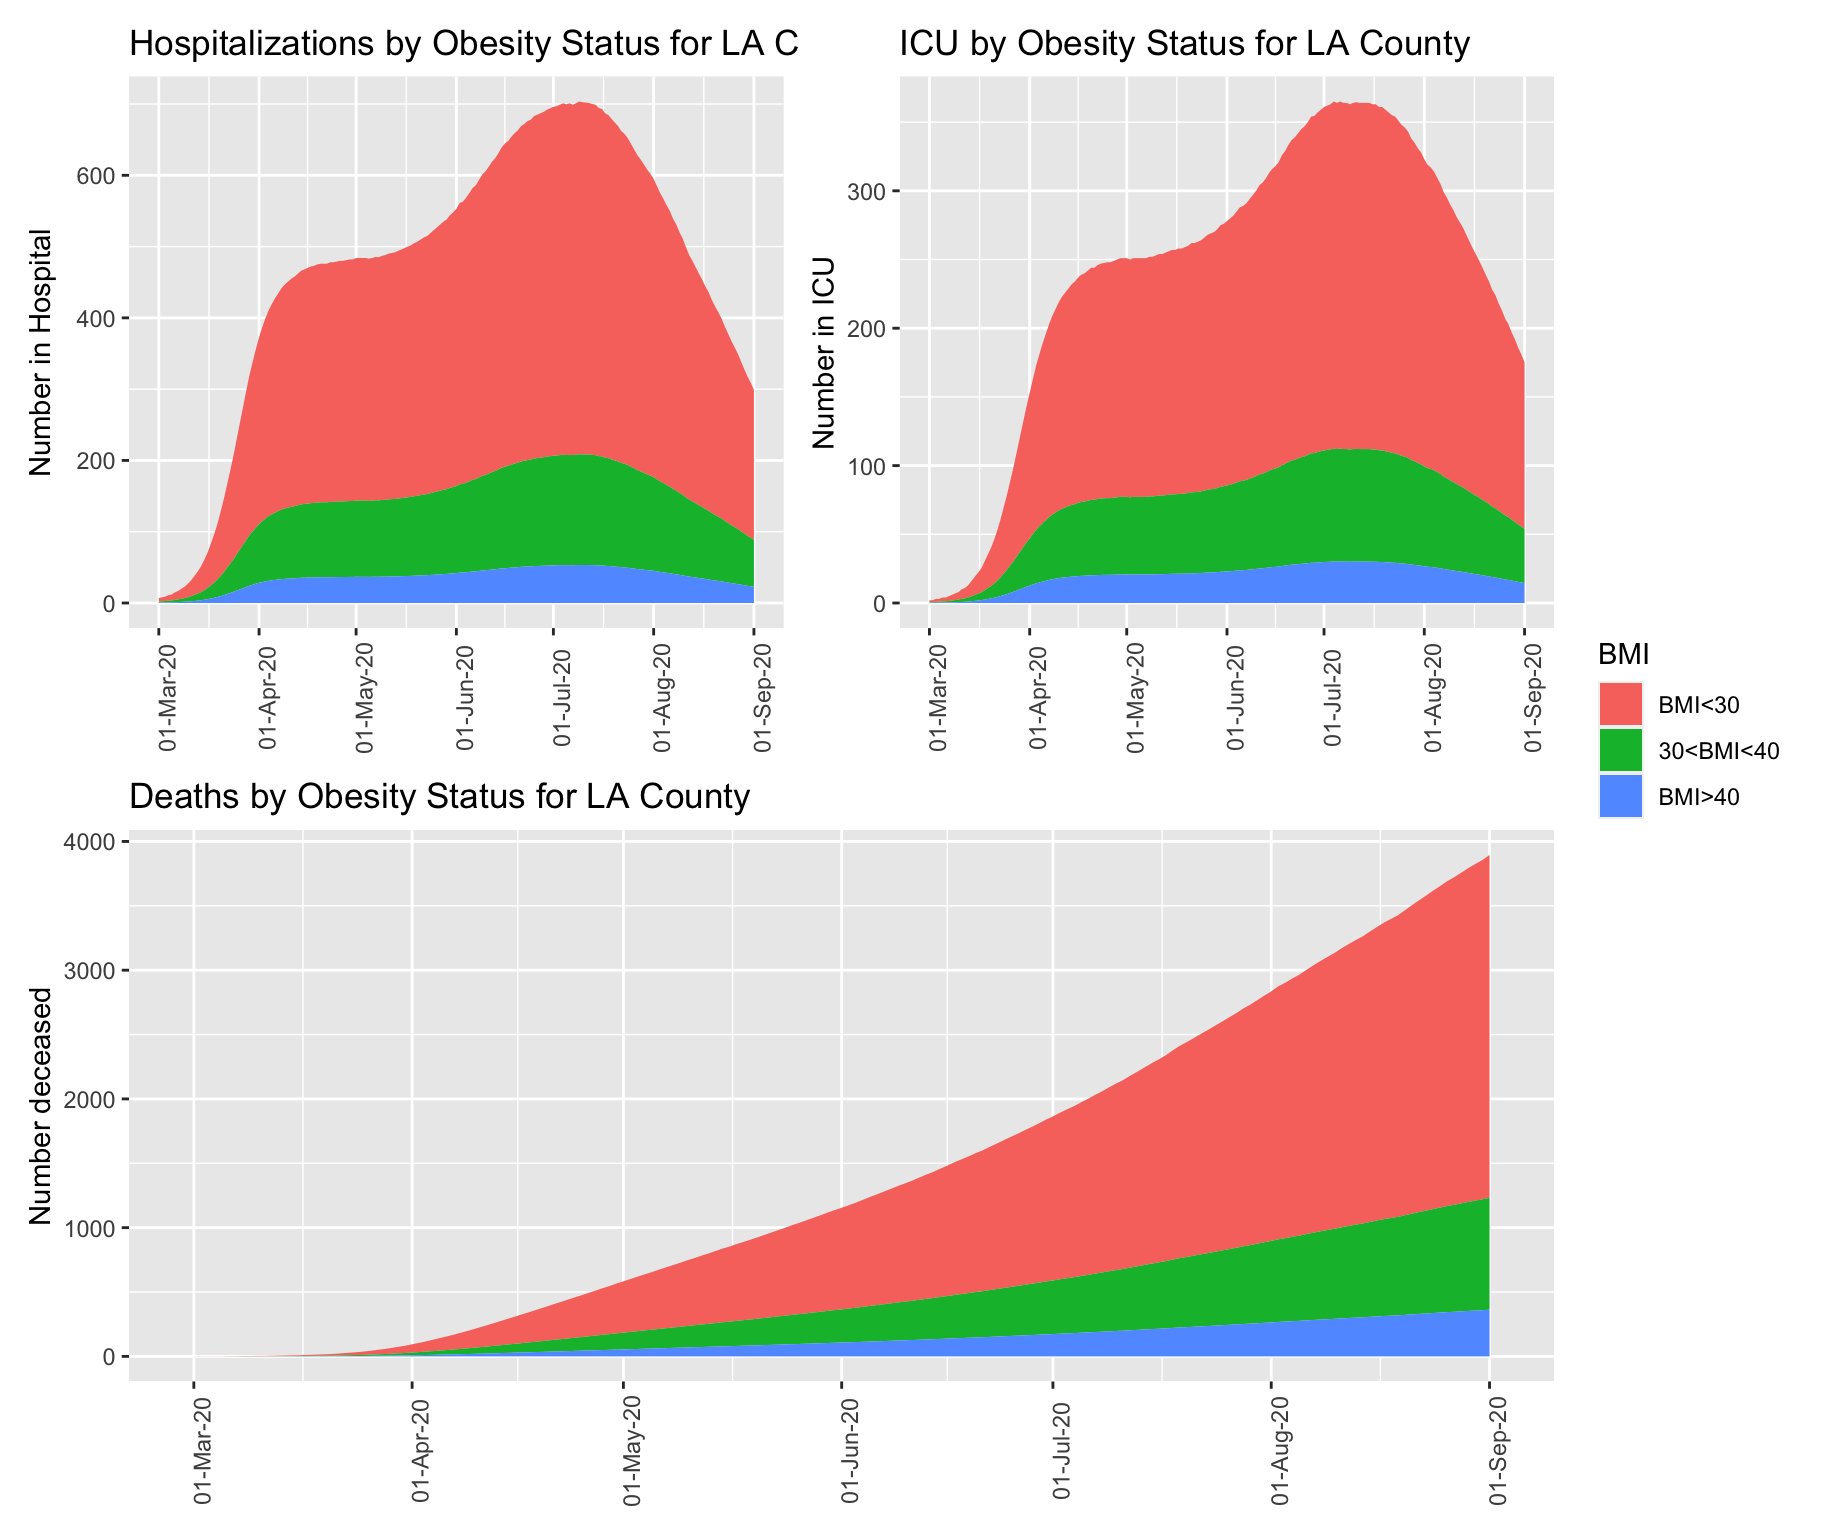 Hospitalizations by Obesity Status for LA C
Number in Hospital
600
400
200
0
01-Mar-20
01-Apr-20
01-May-20
01-Jun-20
01-Jul-20
01-Aug-20
01-Sep-20
ICU by Obesity Status for LA County
Number in ICU
300
200
100
0
01-Mar-20
01-Apr-20
01-May-20
01-Jun-20
01-Jul-20
01-Aug-20
01-Sep-20
BMI
BMI<30
30<BMI<40
BMI>40
Deaths by Obesity Status for LA County
Number deceased
4000
3000
2000
1000
0
01-Mar-20
01-Apr-20
01-May-20
01-Jun-20
01-Jul-20
01-Aug-20
01-Sep-20